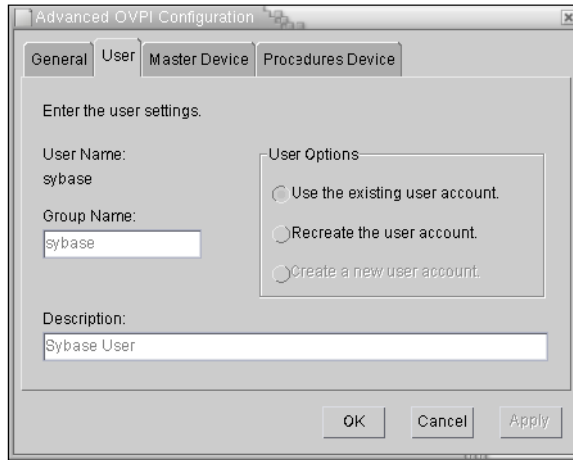 Advanced OVPI Configuration
General
User
Master Device
Procedures Device
Enter the user settings.
User Name:
sybase
Group Name:
sybase
User Options
Use the existing user account.
Recreate the user account.
Create a new user account.
Description:
Sybase User
OK
Cancel
Apply